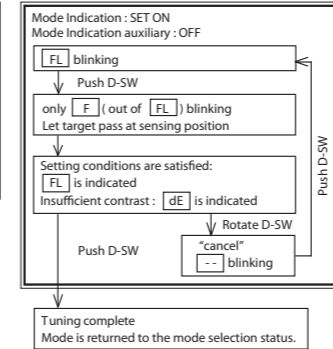 Mode Indication : SET ON
Mode Indication auxiliary : OFF
FL blinking
Push D-SW
only F ( out of FL ) blinking
Let target pass at sensing position
Setting conditions are satisfied:
FL is indicated
Insufficient contrast : dE is indicated
Rotate D-SW
Push D-SW
"cancel"
- - blinking
Push D-SW
Tuning complete
Mode is returned to the mode selection status.